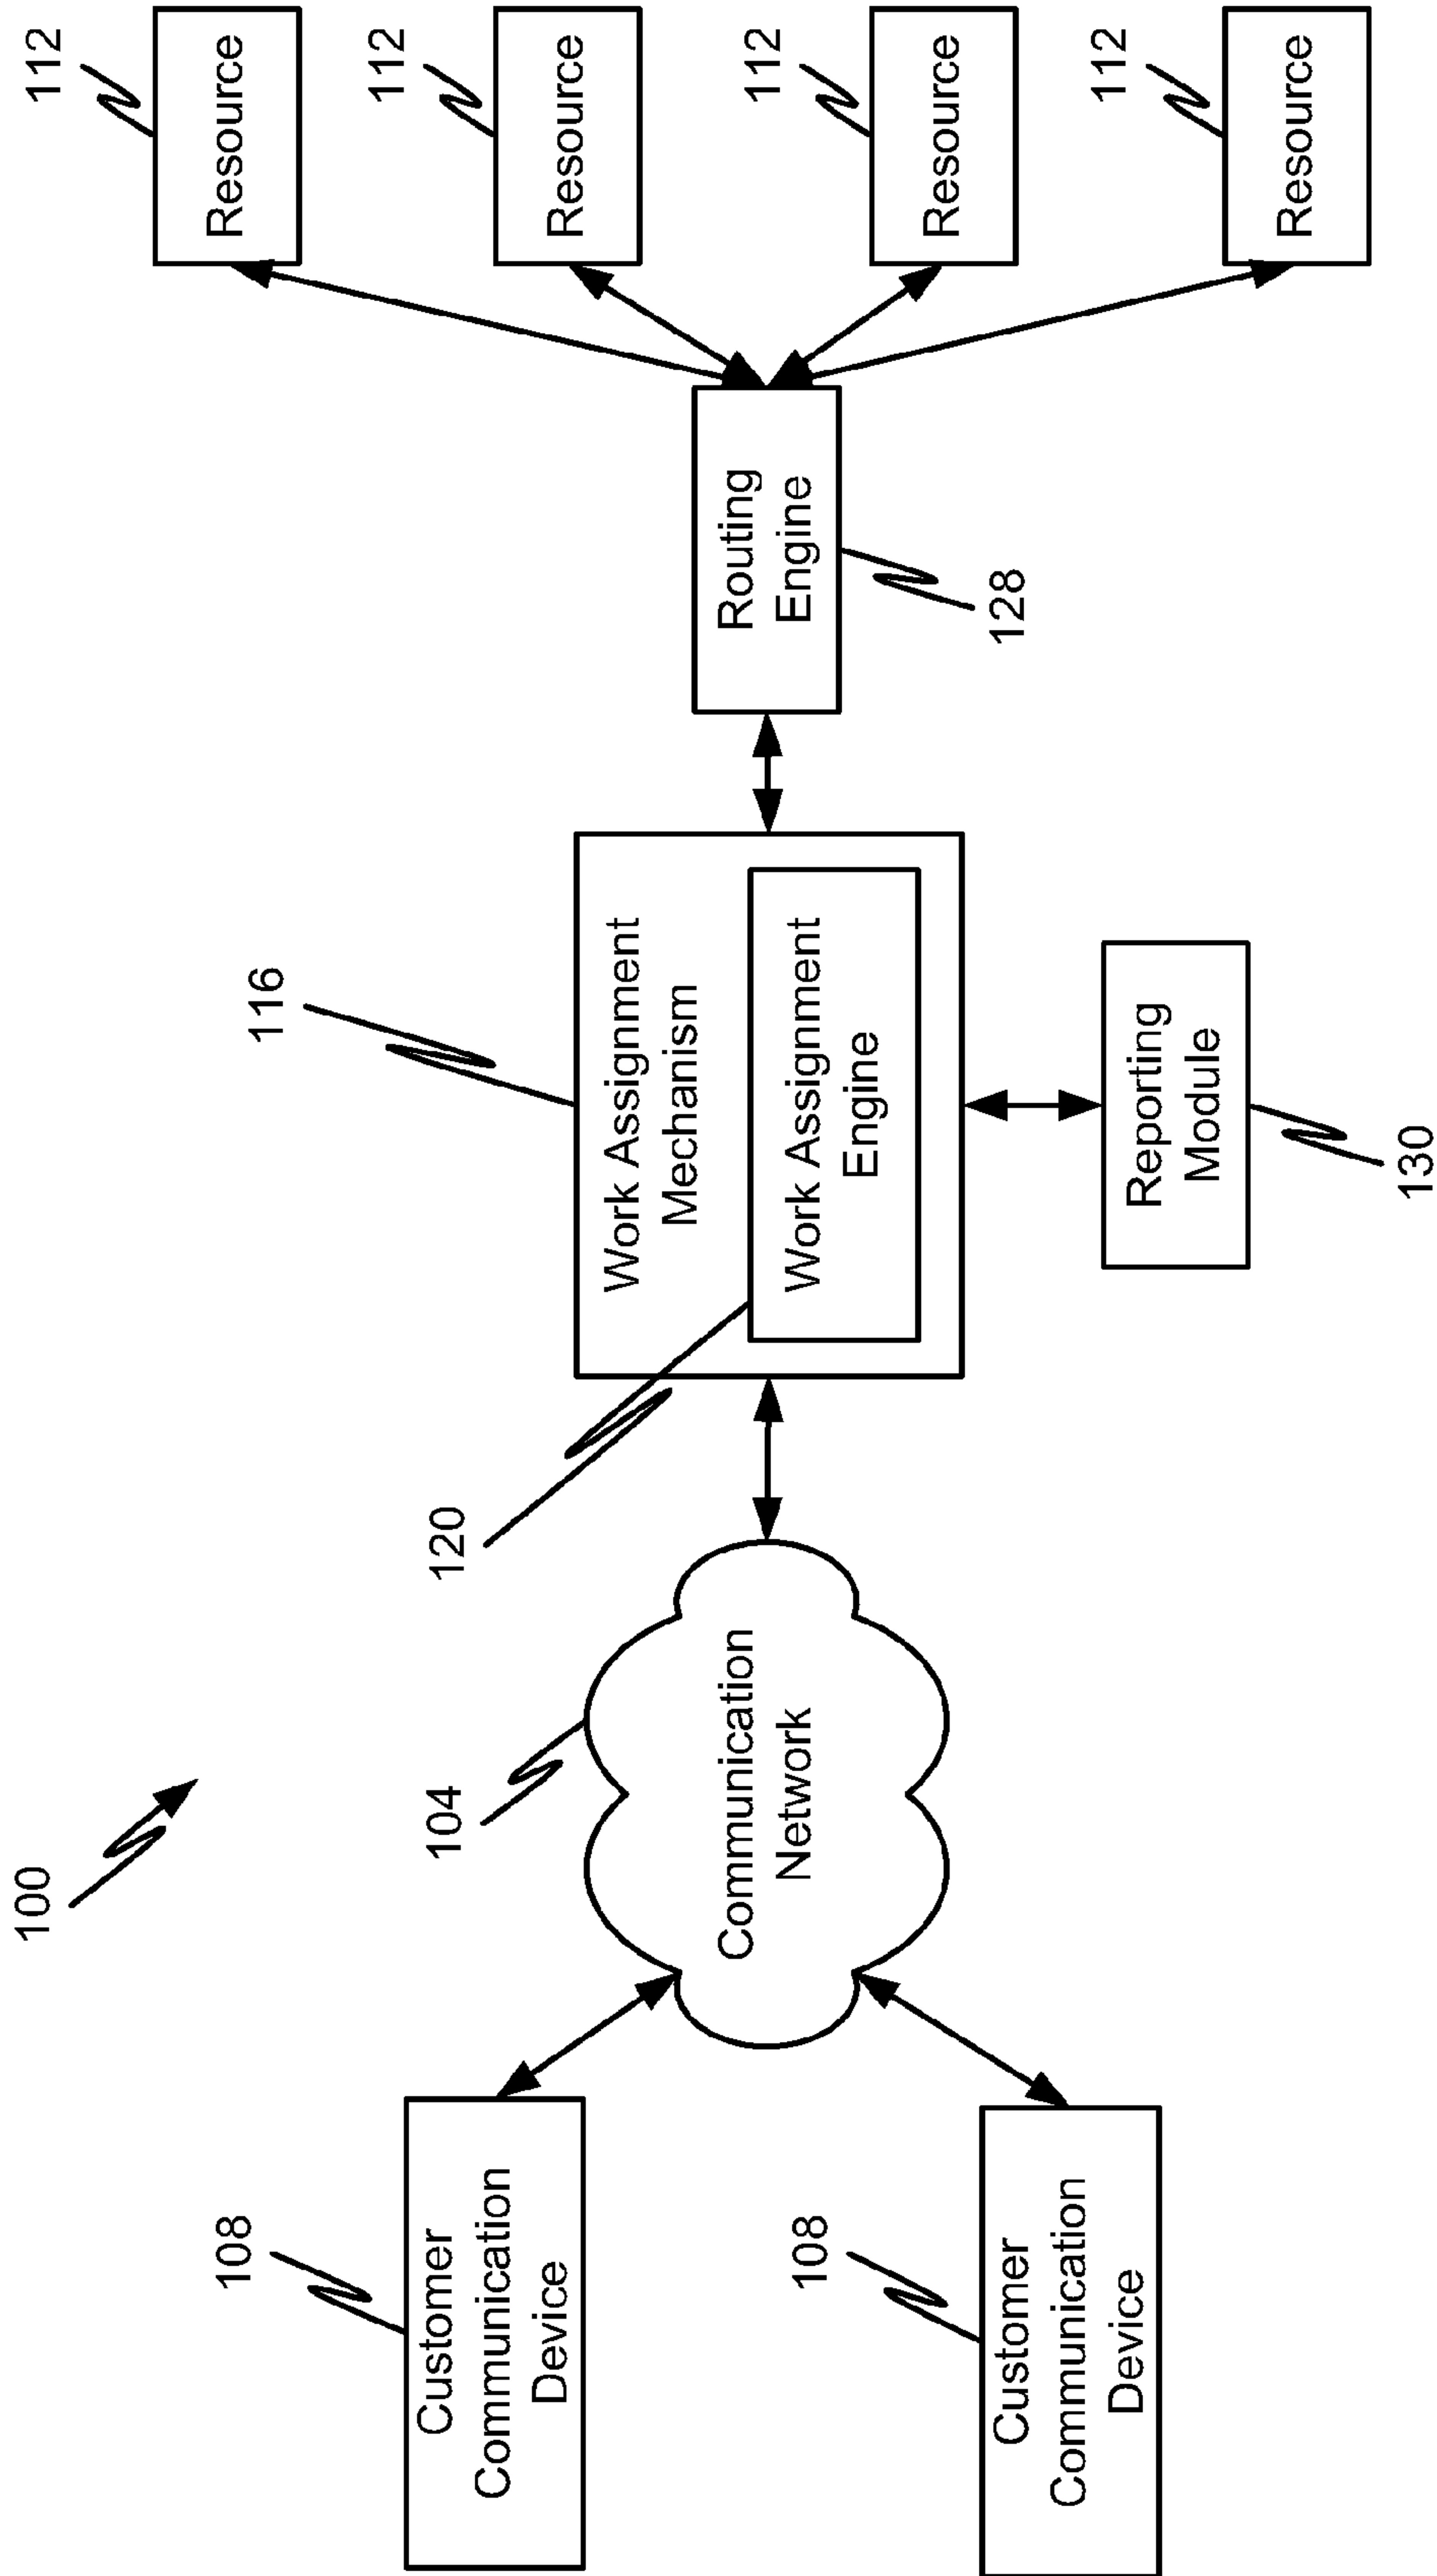 100
108
Customer
Communication
Device
108
Customer
Communication
Device
104
Communication
Network
120
116
Work Assignment
Mechanism
Work Assignment
Engine
Reporting
Module
130
Routing
Engine
128
112
Resource
112
Resource
112
Resource
112
Resource